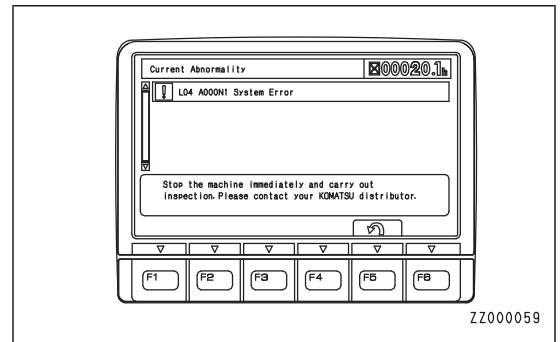 Current Abnormality
00020.1h
! L04 A000N1 System Error
Stop the machine immediately and carry out
inspection. Please contact your KOMATSU distributor.
F1 F2 F3 F4 F5 F6
ZZ000059